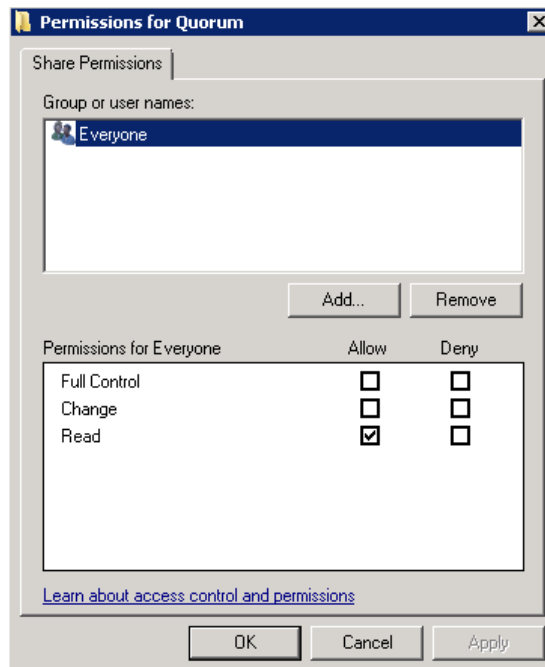 Permissions for Quorum
Share Permissions
Group or user names:
Everyone
Add... Remove
Permissions for Everyone Allow Deny
Full Control
Change
Read
Learn about access control and permissions
OK Cancel Apply